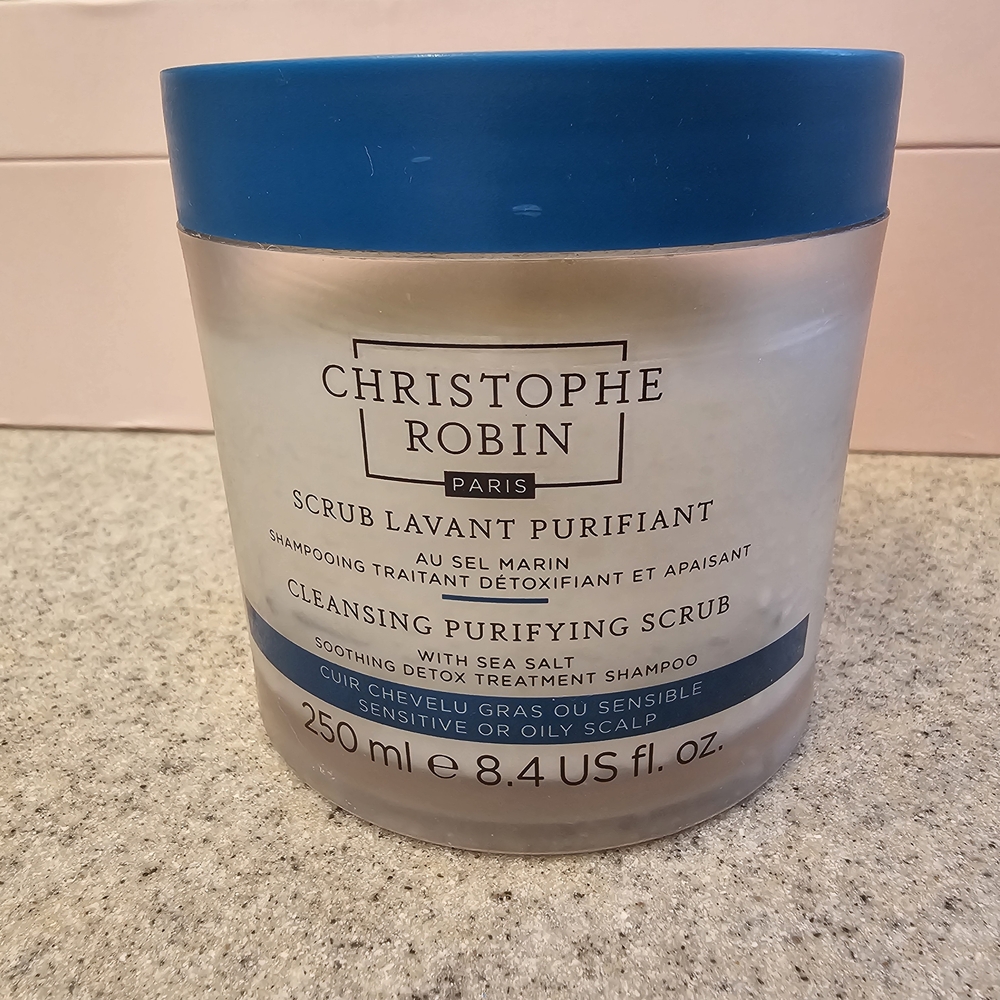 CHRISTOPHE
ROBIN
PARIS
SCRUB LAVANT PURIFIANT
AU SEL MARIN
SHAMPOOING TRAITANT DÉTOXIFIANT ET APAISANT
CLEANSING PURIFYING SCRUB
WITH SEA SALT
SOOTHING DETOX TREATMENT SHAMPOO
CUIR CHEVELU GRAS OU SENSIBLE
SENSITIVE OR OILY SCALP
250 ml e 8.4 US fl. oz.